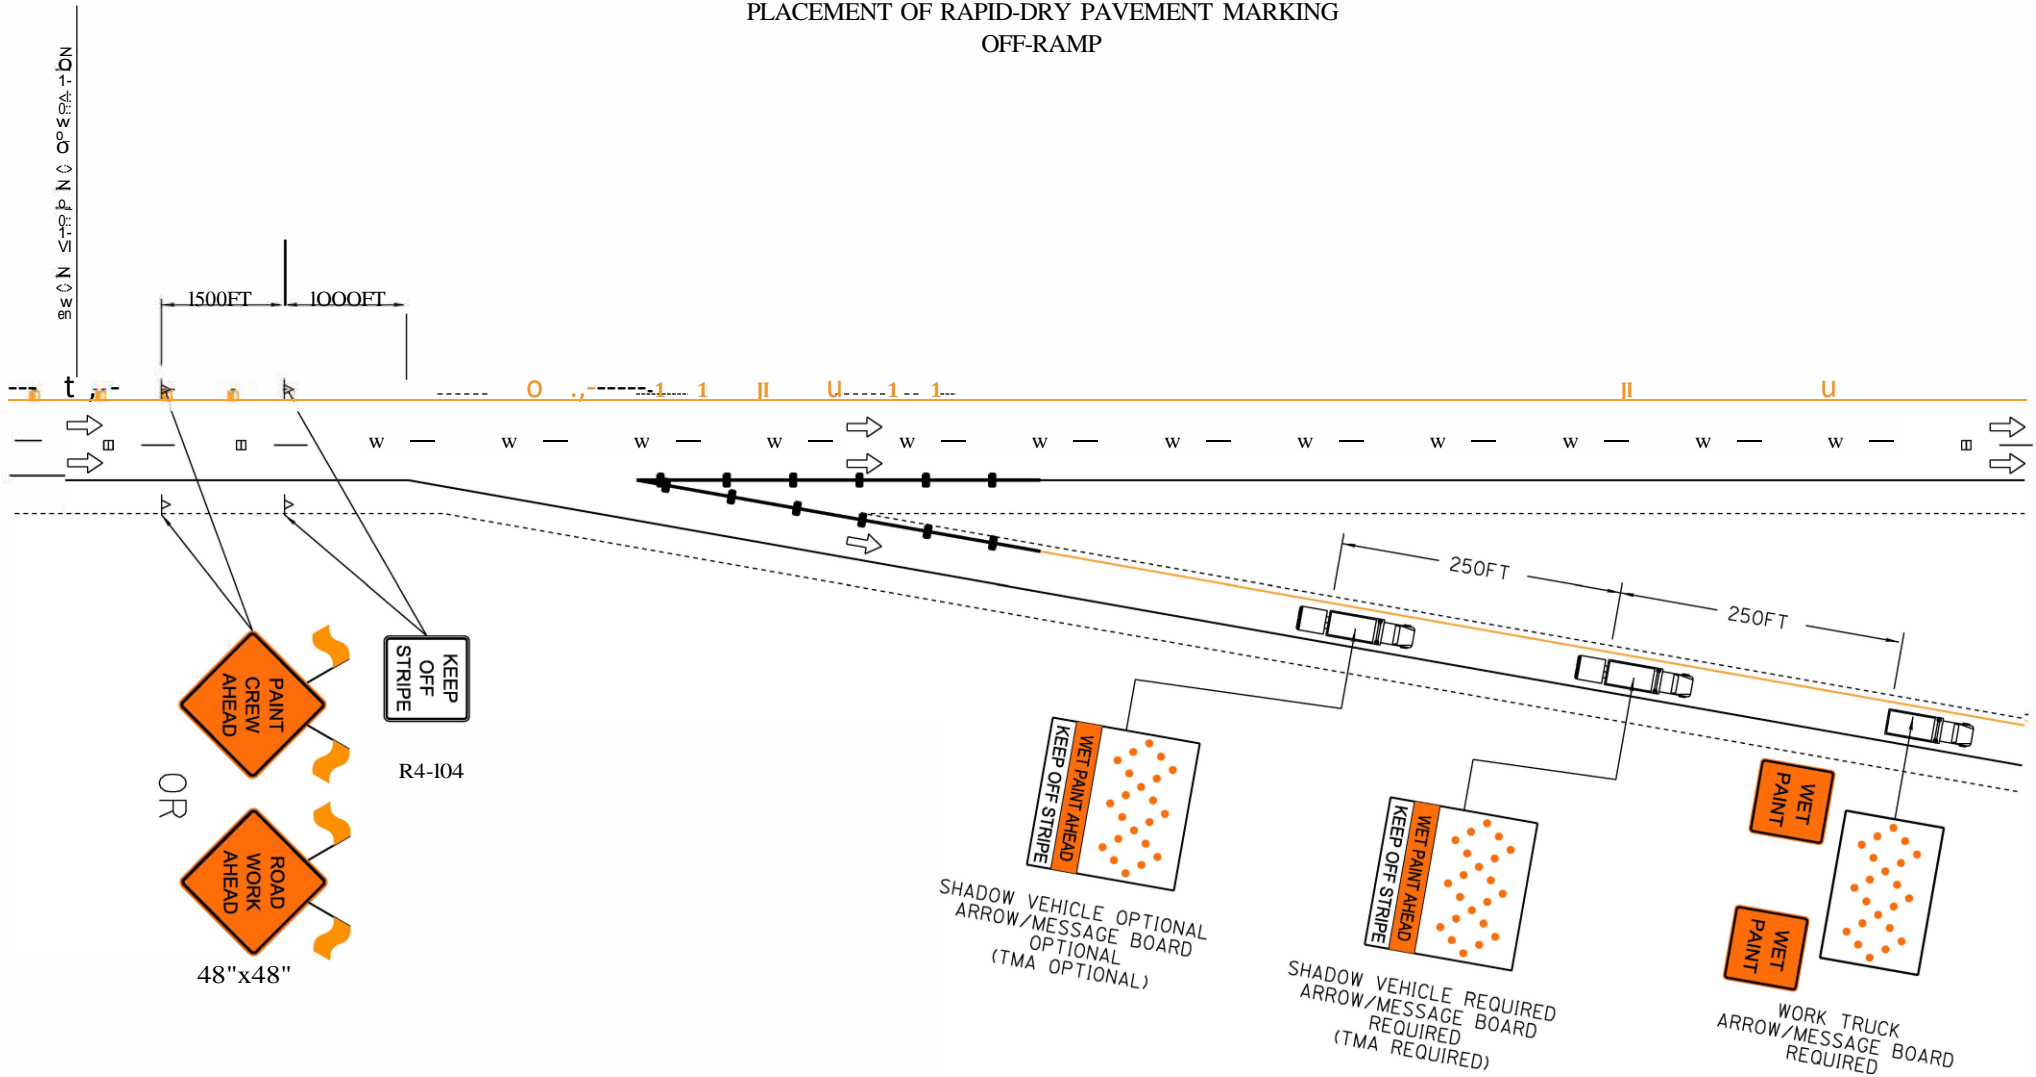 PLACEMENT OF RAPID-DRY PAVEMENT MARKING
OFF-RAMP
1500FT
1000FT
w w w w w w w w w w w w
250FT
250FT
PAINT
CREW
AHEAD
KEEP
OFF
STRIPE
R4-104
OR
ROAD
WORK
AHEAD
48"x48"
WET PAINT AHEAD
KEEP OFF STRIPE
SHADOW VEHICLE OPTIONAL
ARROW/MESSAGE BOARD
OPTIONAL
(TMA OPTIONAL)
WET PAINT AHEAD
KEEP OFF STRIPE
SHADOW VEHICLE REQUIRED
ARROW/MESSAGE BOARD
REQUIRED
(TMA REQUIRED)
WET
PAINT
WET
PAINT
WORK TRUCK
ARROW/MESSAGE BOARD
REQUIRED